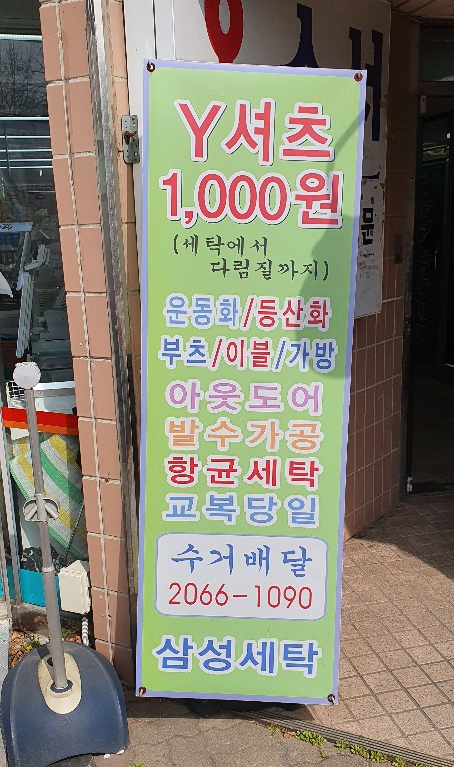 Y셔츠
1,000원
(세탁에서
다림질까지)
운동화/등산화
부츠/이블/가방
아웃도어
발수가공
항균세탁
교복당일
수거배달
2066-1090
삼성세탁
문